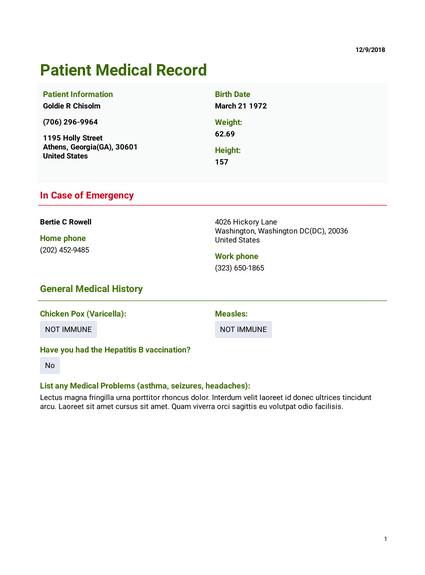 12/9/2018
Patient Medical Record
Patient Information
Goldie R Chisolm
(706) 296-9964
1195 Holly Street
Athens, Georgia(GA), 30601
United States
Birth Date
March 21 1972
Weight:
62.69
Height:
157
In Case of Emergency
Bertie C Rowell
Home phone
(202) 452-9485
4026 Hickory Lane
Washington, Washington DC(DC), 20036
United States
Work phone
(323) 650-1865
General Medical History
Chicken Pox (Varicella):
NOT IMMUNE
Measles:
NOT IMMUNE
Have you had the Hepatitis B vaccination?
No
List any Medical Problems (asthma, seizures, headaches):
Lectus magna fringilla urna porttitor rhoncus dolor. Interdum velit laoreet id donec ultrices tincidunt
arcu. Laoreet sit amet cursus sit amet. Quam viverra orci sagittis eu volutpat odio facilisis.
1